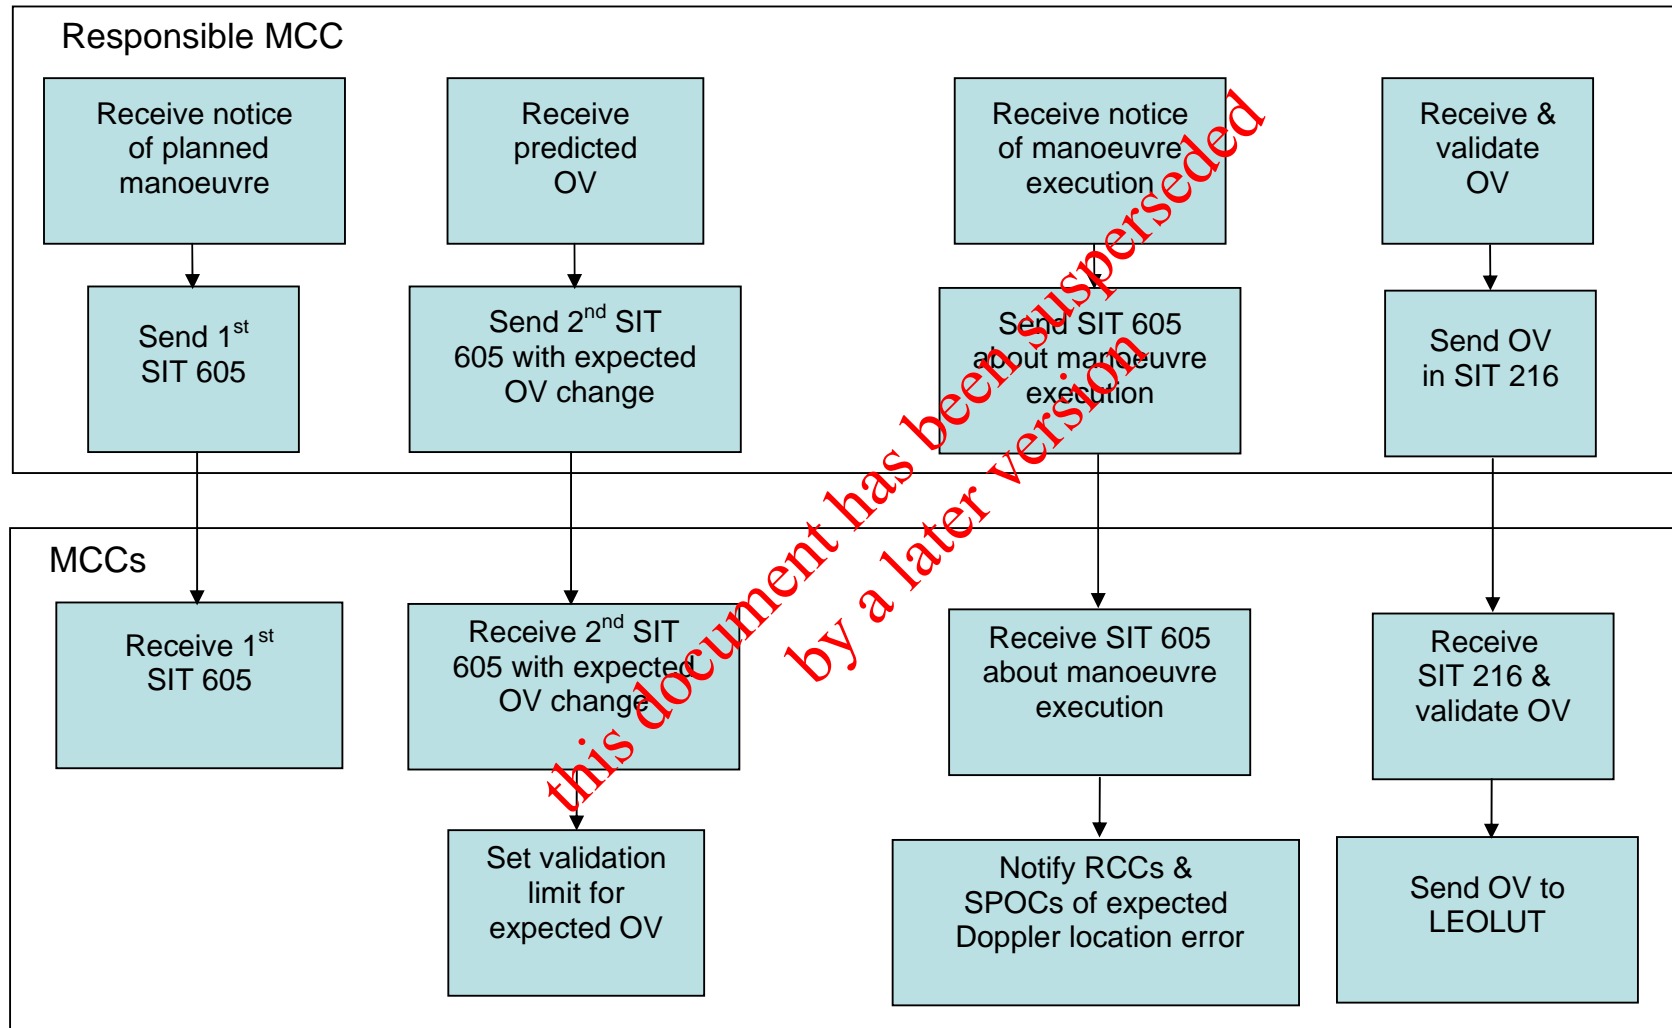 Responsible MCC
Receive notice
of planned
manoeuvre
Receive
predicted
OV
Receive notice
of manoeuvre
execution
Receive &
validate
OV
Send 1st
SIT 605
Send 2nd SIT
605 with expected
OV change
Send SIT 605
about manoeuvre
execution
Send OV
in SIT 216
MCCs
Receive 1st
SIT 605
Receive 2nd SIT
605 with expected
OV change
Receive SIT 605
about manoeuvre
execution
Receive
SIT 216 &
validate OV
Set validation
limit for
expected OV
Notify RCCs &
SPOCs of expected
Doppler location error
Send OV to
LEOLUT
this document has been suspserseded
by a later version